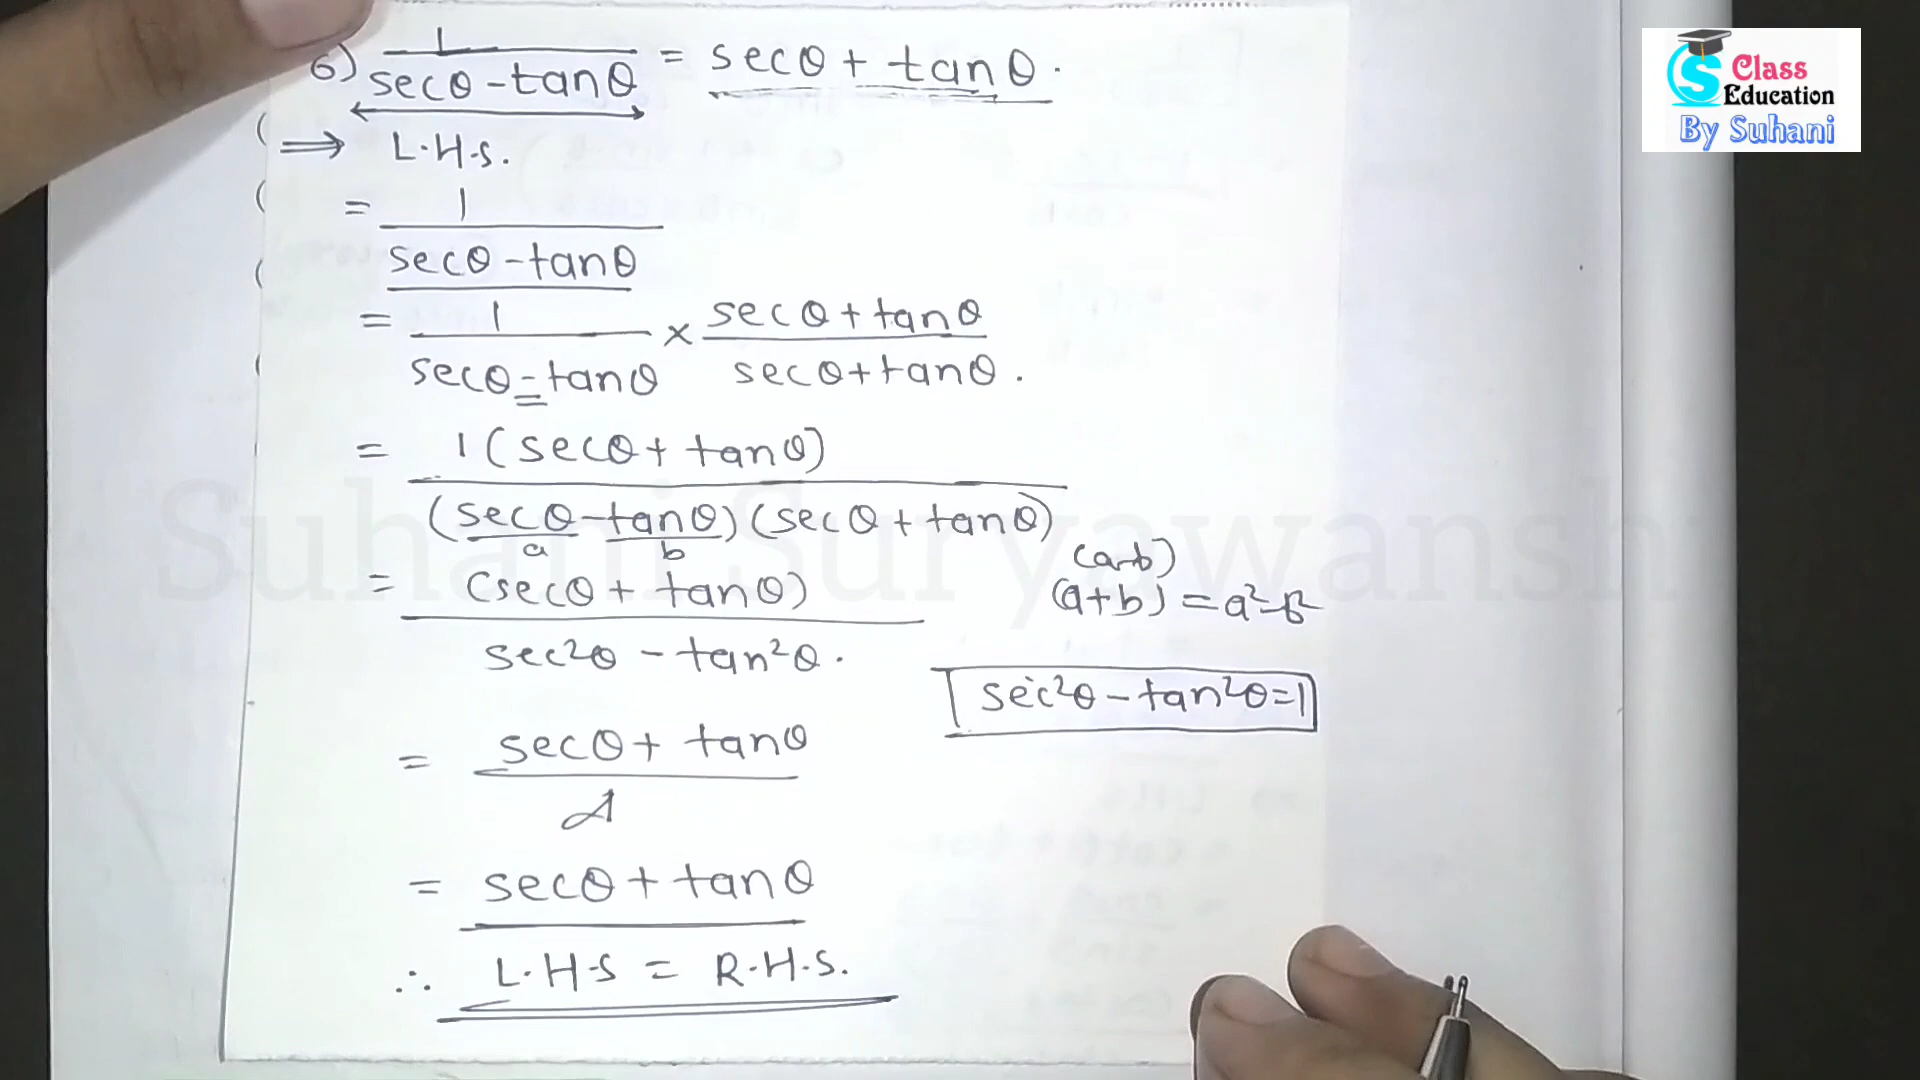 6) 1/(secθ - tanθ) = secθ + tanθ.
⇒ L.H.S.
= 1/(secθ - tanθ)
= 1/(secθ - tanθ) × (secθ + tanθ)/(secθ + tanθ).
= 1(secθ + tanθ)/((secθ - tanθ)(secθ + tanθ))
a b
(a-b)
(a+b) = a²-b²
= (secθ + tanθ)/(sec²θ - tan²θ).
sec²θ - tan²θ = 1
= (secθ + tanθ)/1
= secθ + tanθ
∴ L.H.S = R.H.S.
S Class
Education
By Suhani
Suhani Suryawanshi